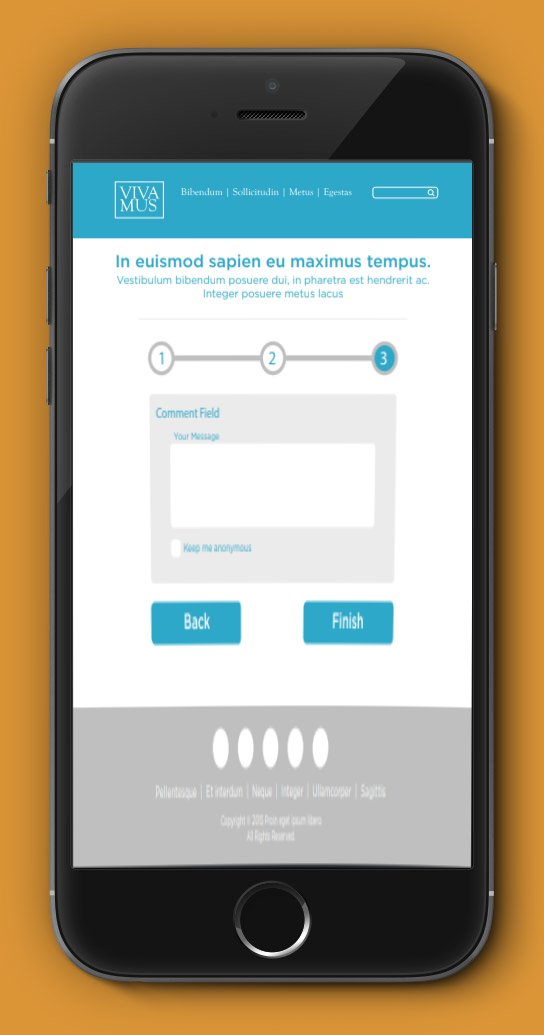 VIVA
MUS
Bibendum | Sollicitudin | Metus | Egestas
In euismod sapien eu maximus tempus.
Vestibulum bibendum posuere dui, in pharetra est hendrerit ac.
Integer posuere metus lacus
1 2 3
Comment Field
Your Message
Keep me anonymous
Back Finish
Pellentesque | Et interdum | Neque | Integer | Ullamcorper | Sagittis
Copyright © 2015 Proin eget ipsum libero
All Rights Reserved.